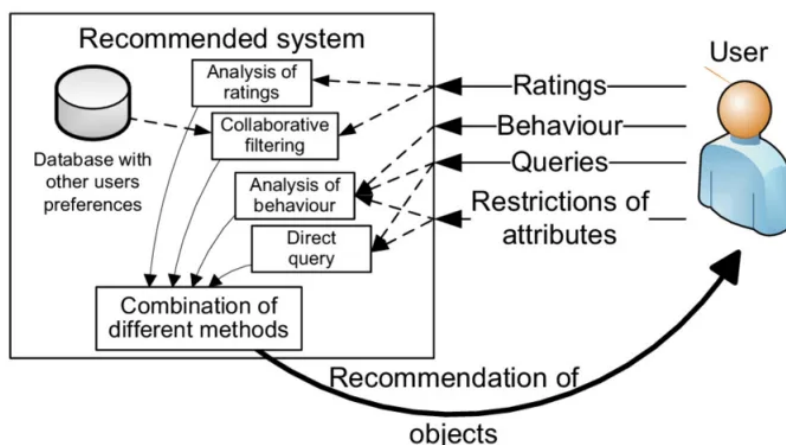 Recommended system
User
Analysis of
ratings
Collaborative
filtering
Database with
other users
preferences
Analysis of
behaviour
Direct
query
Combination of
different methods
Ratings
Behaviour
Queries
Restrictions of
attributes
Recommendation of
objects